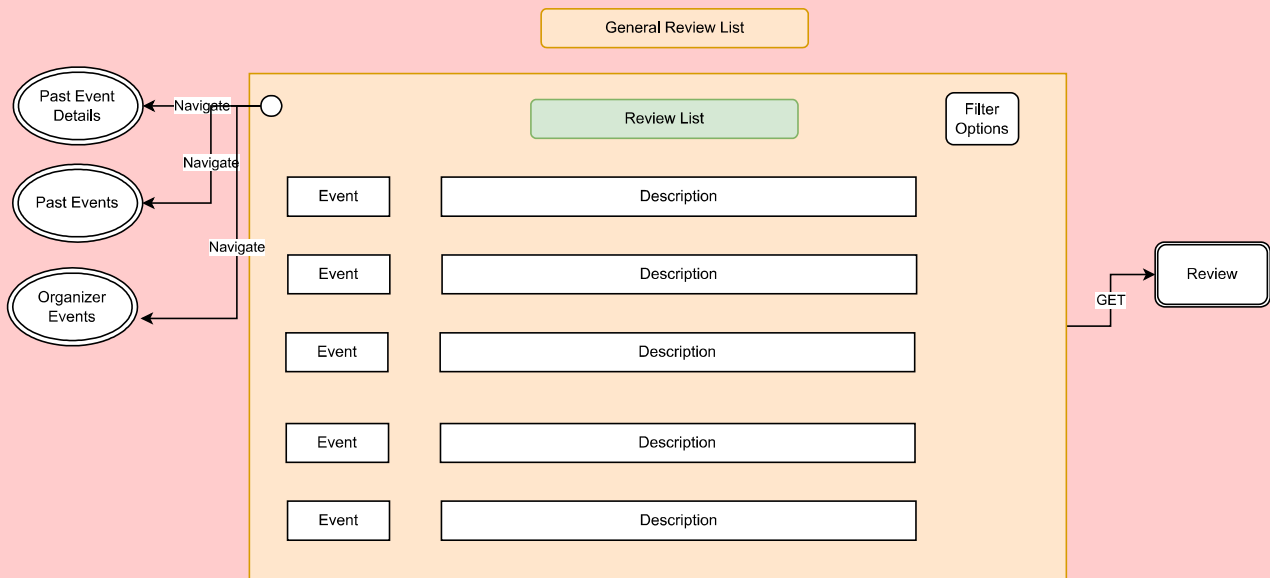 General Review List
Past Event
Details
Navigate
Review List
Filter
Options
Navigate
Past Events
Event
Description
Navigate
Organizer
Events
Event
Description
Review
GET
Event
Description
Event
Description
Event
Description